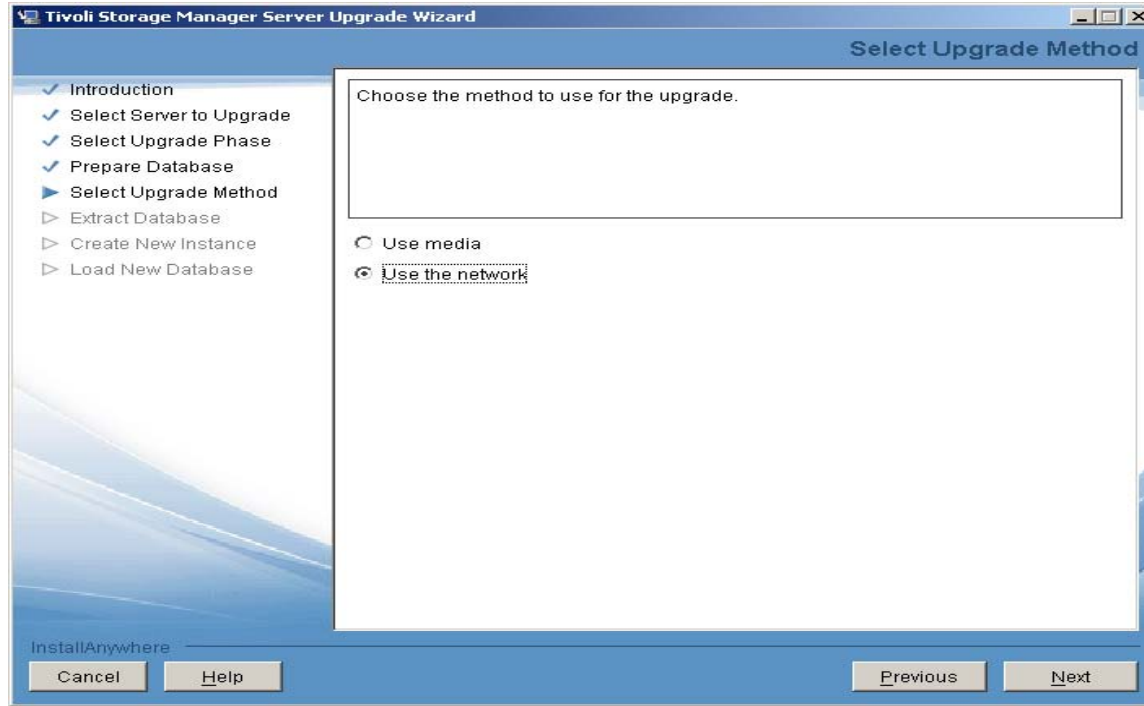 Tivoli Storage Manager Server Upgrade Wizard
Select Upgrade Method
Introduction
Select Server to Upgrade
Select Upgrade Phase
Prepare Database
Select Upgrade Method
Extract Database
Create New Instance
Load New Database
Choose the method to use for the upgrade.
Use media
Use the network
InstallAnywhere
Cancel
Help
Previous
Next